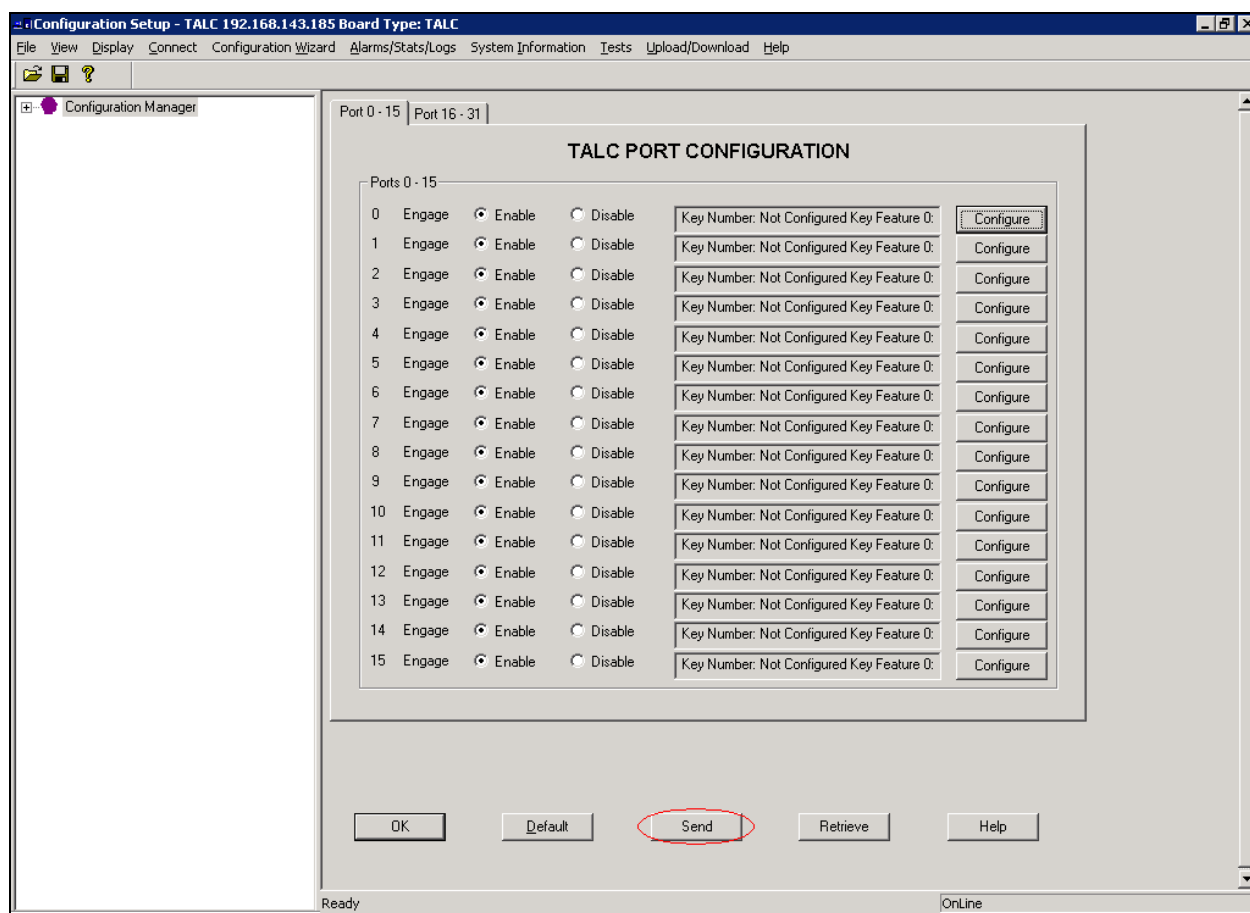 Configuration Setup - TALC 192.168.143.185 Board Type: TALC
File View Display Connect Configuration Wizard Alarms/Stats/Logs System Information Tests Upload/Download Help
Configuration Manager
Port 0 - 15 Port 16 - 31
TALC PORT CONFIGURATION
Ports 0 - 15
0 Engage Enable Disable Key Number: Not Configured Key Feature 0: Configure
1 Engage Enable Disable Key Number: Not Configured Key Feature 0: Configure
2 Engage Enable Disable Key Number: Not Configured Key Feature 0: Configure
3 Engage Enable Disable Key Number: Not Configured Key Feature 0: Configure
4 Engage Enable Disable Key Number: Not Configured Key Feature 0: Configure
5 Engage Enable Disable Key Number: Not Configured Key Feature 0: Configure
6 Engage Enable Disable Key Number: Not Configured Key Feature 0: Configure
7 Engage Enable Disable Key Number: Not Configured Key Feature 0: Configure
8 Engage Enable Disable Key Number: Not Configured Key Feature 0: Configure
9 Engage Enable Disable Key Number: Not Configured Key Feature 0: Configure
10 Engage Enable Disable Key Number: Not Configured Key Feature 0: Configure
11 Engage Enable Disable Key Number: Not Configured Key Feature 0: Configure
12 Engage Enable Disable Key Number: Not Configured Key Feature 0: Configure
13 Engage Enable Disable Key Number: Not Configured Key Feature 0: Configure
14 Engage Enable Disable Key Number: Not Configured Key Feature 0: Configure
15 Engage Enable Disable Key Number: Not Configured Key Feature 0: Configure
OK Default Send Retrieve Help
Ready OnLine